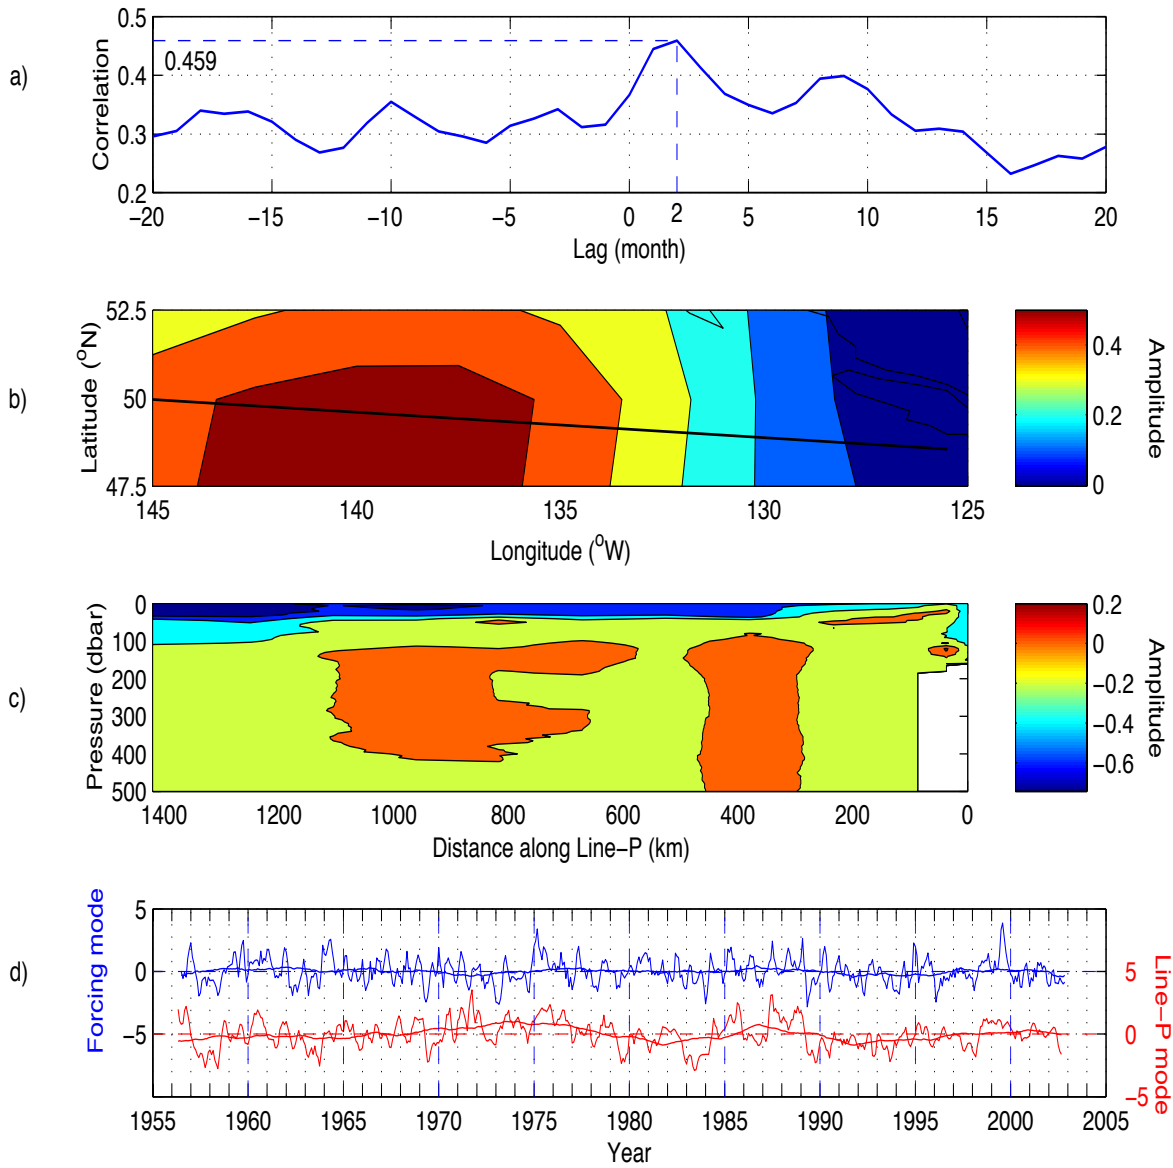 a)
Correlation
0.5
0.4
0.3
0.2
0.459
−20 −15 −10 −5 0 2 5 10 15 20
Lag (month)
b)
Latitude (°N)
52.5
50
47.5
145 140 135 130 125
Longitude (°W)
0.4
0.2
0
Amplitude
c)
Pressure (dbar)
0
100
200
300
400
500
1400 1200 1000 800 600 400 200 0
Distance along Line−P (km)
0.2
0
−0.2
−0.4
−0.6
Amplitude
d)
Forcing mode
5
0
−5
5
0
−5
Line−P mode
1955 1960 1965 1970 1975 1980 1985 1990 1995 2000 2005
Year